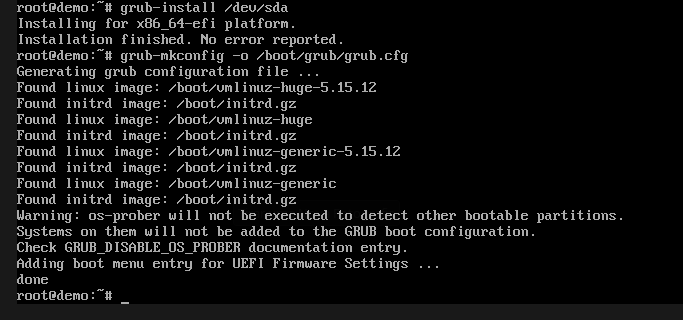 root@demo:~# grub-install /dev/sda
Installing for x86_64-efi platform.
Installation finished. No error reported.
root@demo:~# grub-mkconfig -o /boot/grub/grub.cfg
Generating grub configuration file ...
Found linux image: /boot/vmlinuz-huge-5.15.12
Found initrd image: /boot/initrd.gz
Found linux image: /boot/vmlinuz-huge
Found initrd image: /boot/initrd.gz
Found linux image: /boot/vmlinuz-generic-5.15.12
Found initrd image: /boot/initrd.gz
Found linux image: /boot/vmlinuz-generic
Found initrd image: /boot/initrd.gz
Warning: os-prober will not be executed to detect other bootable partitions.
Systems on them will not be added to the GRUB boot configuration.
Check GRUB_DISABLE_OS_PROBER documentation entry.
Adding boot menu entry for UEFI Firmware Settings ...
done
root@demo:~# _